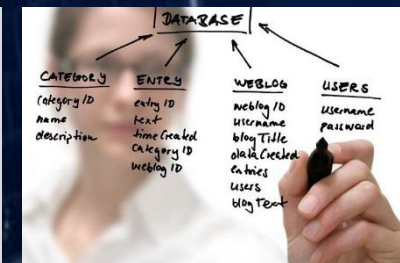 DATABASE
CATEGORY
category ID
name
description
ENTRY
entry ID
text
timeCreated
category ID
weblog ID
WEBLOG
weblog ID
username
blogTitle
dataCreated
entries
users
blogText
USERS
username
password